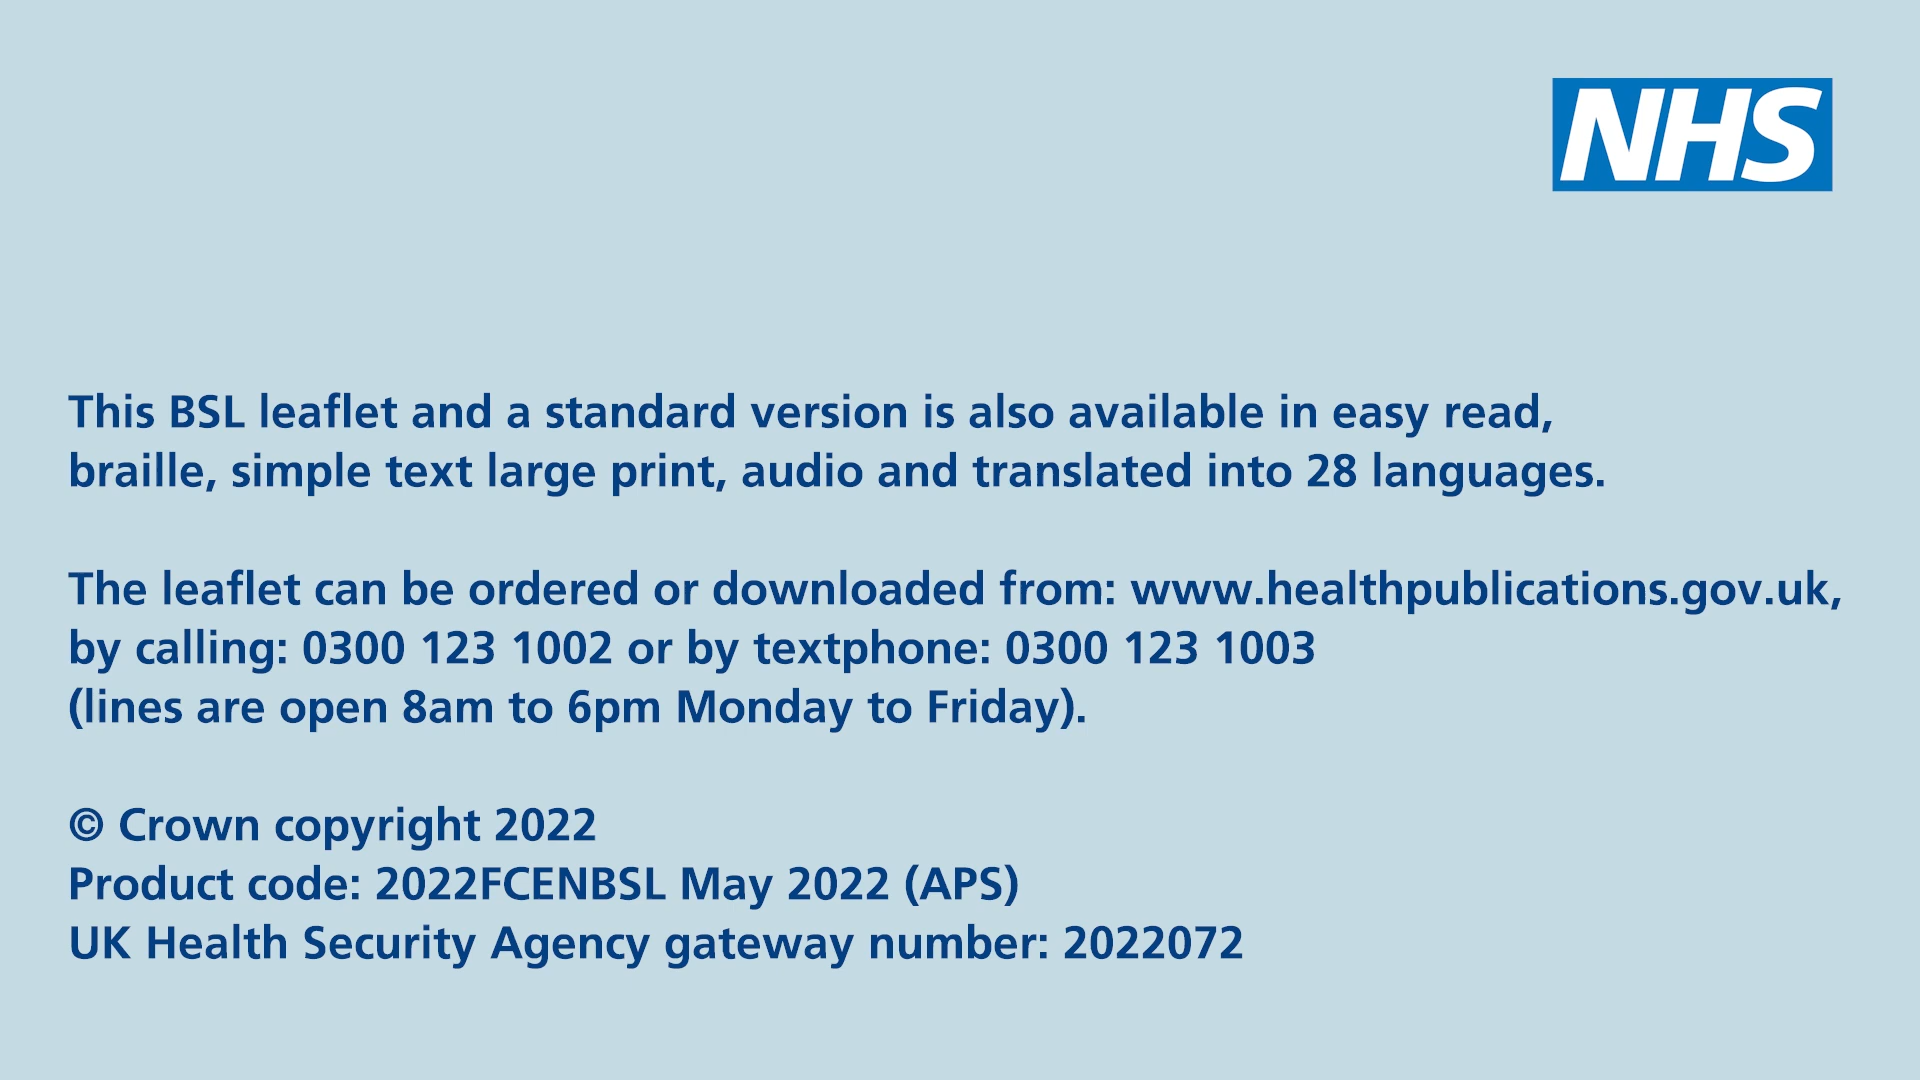 NHS
This BSL leaflet and a standard version is also available in easy read,
braille, simple text large print, audio and translated into 28 languages.
The leaflet can be ordered or downloaded from: www.healthpublications.gov.uk,
by calling: 0300 123 1002 or by textphone: 0300 123 1003
(lines are open 8am to 6pm Monday to Friday).
© Crown copyright 2022
Product code: 2022FCENBSL May 2022 (APS)
UK Health Security Agency gateway number: 2022072